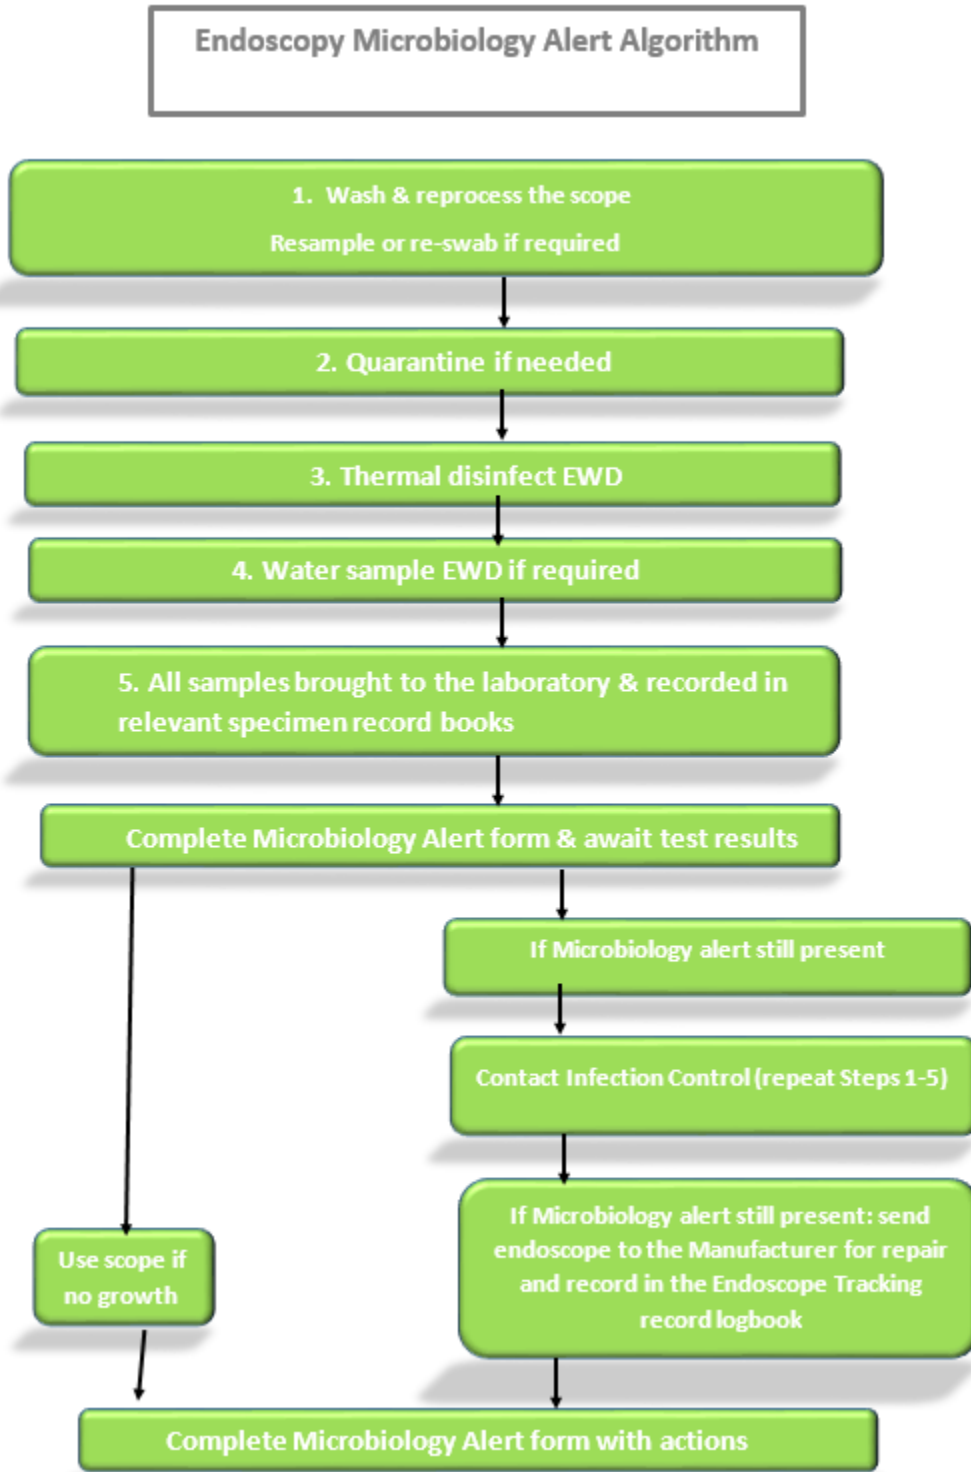 Endoscopy Microbiology Alert Algorithm
1. Wash & reprocess the scope
Resample or re-swab if required
2. Quarantine if needed
3. Thermal disinfect EWD
4. Water sample EWD if required
5. All samples brought to the laboratory & recorded in
relevant specimen record books
Complete Microbiology Alert form & await test results
If Microbiology alert still present
Contact Infection Control (repeat Steps 1-5)
If Microbiology alert still present: send
endoscope to the Manufacturer for repair
and record in the Endoscope Tracking
record logbook
Use scope if
no growth
Complete Microbiology Alert form with actions